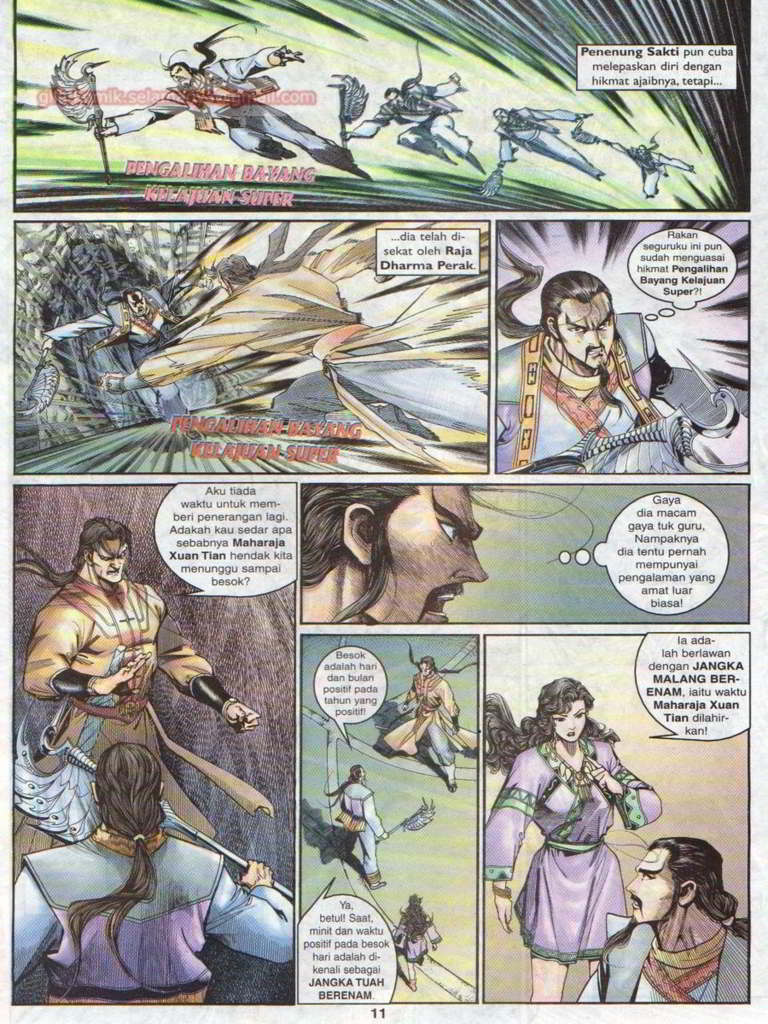 Penenung Sakti pun cuba
melepaskan diri dengan
hikmat ajaibnya, tetapi...
PENGALIHAN BAYANG
KELAJUAN SUPER
...dia telah di-
sekat oleh Raja
Dharma Perak.
PENGALIHAN BAYANG
KELAJUAN SUPER
Rakan
seguruku ini pun
sudah menguasai
hikmat Pengalihan
Bayang Kelajuan
Super?!
Aku tiada
waktu untuk mem-
beri penerangan lagi.
Adakah kau sedar apa
sebabnya Maharaja
Xuan Tian hendak kita
menunggu sampai
besok?
Gaya
dia macam
gaya tuk guru,
Nampaknya
dia tentu pernah
mempunyai
pengalaman yang
amat luar
biasa!
Besok
adalah hari
dan bulan
positif pada
tahun yang
positif!
Ya,
betul! Saat,
minit dan waktu
positif pada besok
hari adalah di-
kenali sebagai
JANGKA TUAH
BERENAM.
Ia ada-
lah berlawan
dengan JANGKA
MALANG BER-
ENAM, iaitu waktu
Maharaja Xuan
Tian dilahir-
kan!
11